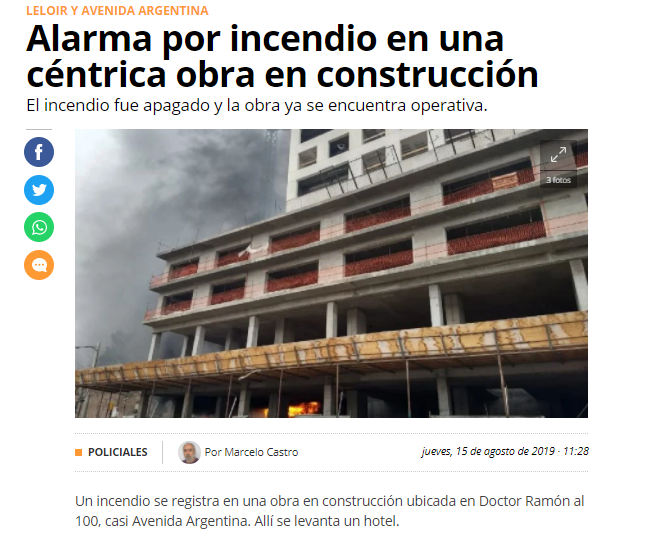 LELOIR Y AVENIDA ARGENTINA
Alarma por incendio en una
céntrica obra en construcción
El incendio fue apagado y la obra ya se encuentra operativa.
3 fotos
POLICIALES
Por Marcelo Castro
jueves, 15 de agosto de 2019 · 11:28
Un incendio se registra en una obra en construcción ubicada en Doctor Ramón al
100, casi Avenida Argentina. Allí se levanta un hotel.